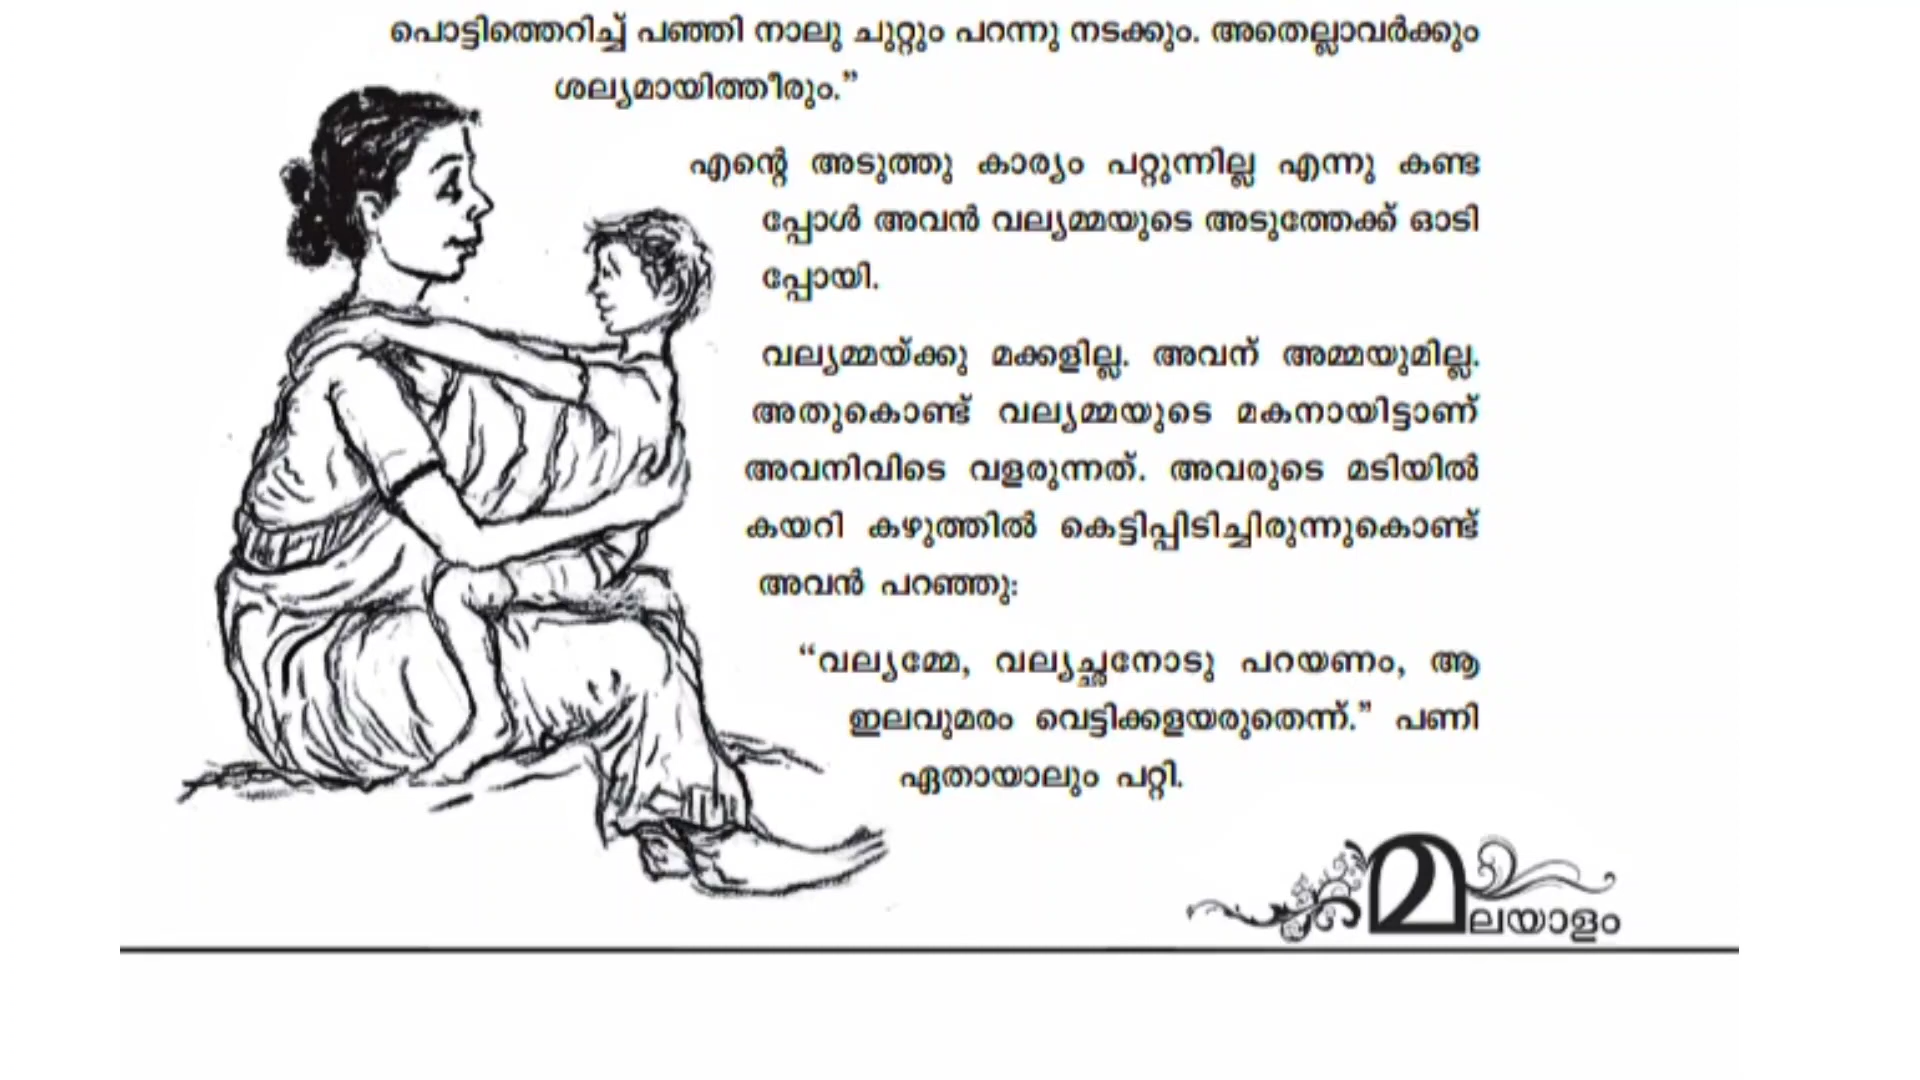 പൊട്ടിത്തെറിച്ച് പഞ്ഞി നാലു ചുറ്റും പറന്നു നടക്കും. അതെല്ലാവർക്കും
ശല്യമായിത്തീരും.”
എന്റെ അടുത്തു കാര്യം പറ്റുന്നില്ല എന്നു കണ്ട
പ്പോൾ അവൻ വല്യമ്മയുടെ അടുത്തേക്ക് ഓടി
പ്പോയി.
വല്യമ്മയ്ക്കു മക്കളില്ല. അവന് അമ്മയുമില്ല.
അതുകൊണ്ട് വല്യമ്മയുടെ മകനായിട്ടാണ്
അവനിവിടെ വളരുന്നത്. അവരുടെ മടിയിൽ
കയറി കഴുത്തിൽ കെട്ടിപ്പിടിച്ചിരുന്നുകൊണ്ട്
അവൻ പറഞ്ഞു:
“വല്യമ്മേ, വല്യച്ഛനോടു പറയണം, ആ
ഇലവുമരം വെട്ടിക്കളയരുതെന്ന്.” പണി
ഏതായാലും പറ്റി.
മലയാളം